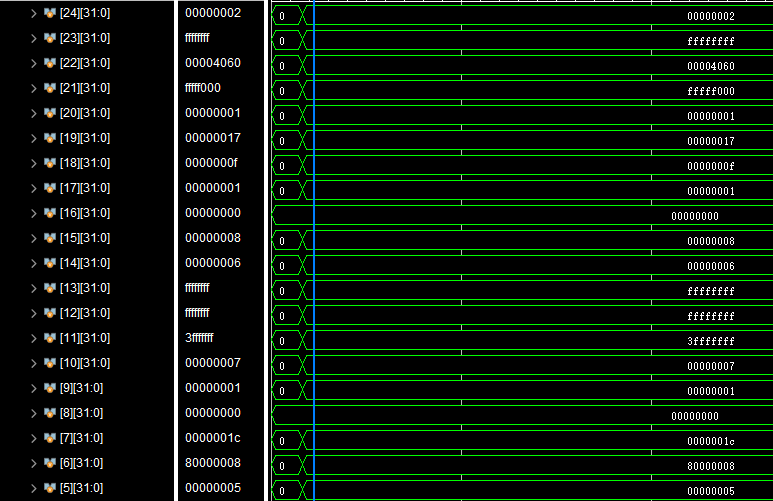 [24][31:0] 00000002 0 00000002
[23][31:0] ffffffff 0 ffffffff
[22][31:0] 00004060 0 00004060
[21][31:0] fffff000 0 fffff000
[20][31:0] 00000001 0 00000001
[19][31:0] 00000017 0 00000017
[18][31:0] 0000000f 0 0000000f
[17][31:0] 00000001 0 00000001
[16][31:0] 00000000 00000000
[15][31:0] 00000008 0 00000008
[14][31:0] 00000006 0 00000006
[13][31:0] ffffffff 0 ffffffff
[12][31:0] ffffffff 0 ffffffff
[11][31:0] 3fffffff 0 3fffffff
[10][31:0] 00000007 0 00000007
[9][31:0] 00000001 0 00000001
[8][31:0] 00000000 00000000
[7][31:0] 0000001c 0 0000001c
[6][31:0] 80000008 0 80000008
[5][31:0] 00000005 0 00000005